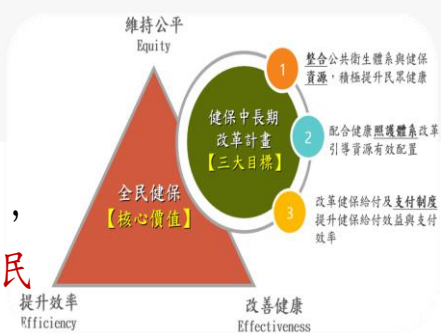 維持公平
Equity
全民健保
【核心價值】
提升效率
Efficiency
改善健康
Effectiveness
健保中長期
改革計畫
【三大目標】
1
整合公共衛生體系與健保
資源，積極提升民眾健康
2
配合健康照護體系改革
引導資源有效配置
3
改革健保給付及支付制度
提升健保給付效益與支付
效率
，
民